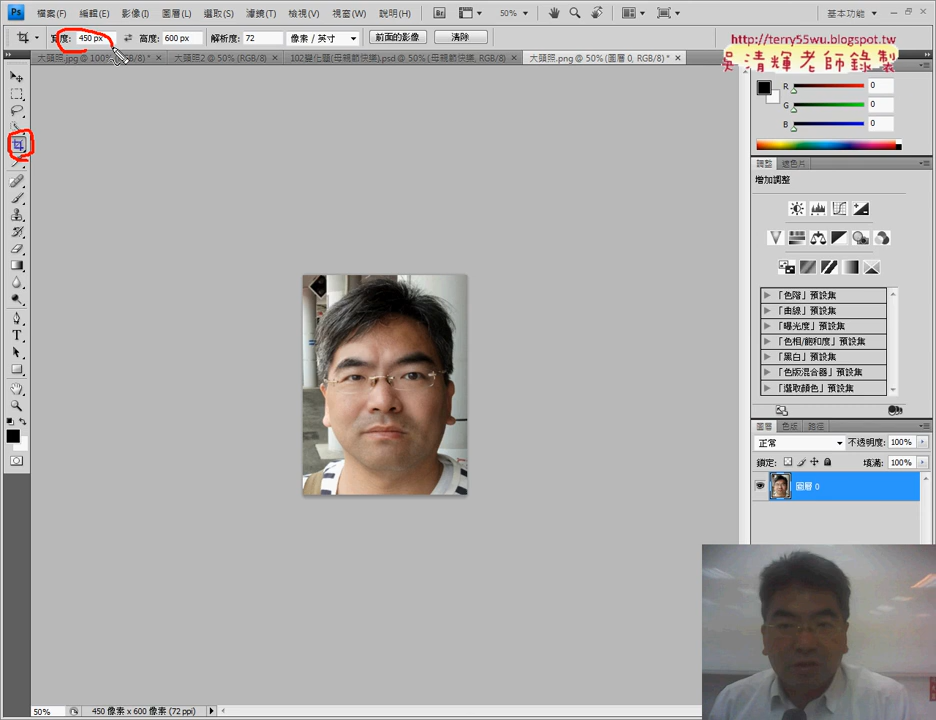 Ps 檔案(F) 編輯(E) 影像(I) 圖層(L) 選取(S) 濾鏡(T) 檢視(V) 視窗(W) 說明(H) Br 50% 基本功能
寬度: 450 px 高度: 600 px 解析度: 72 像素/英寸 前面的影像 清除
http://terry55wu.blogspot.tw
吳清輝老師錄製
大頭照.jpg @ 100% /8) * 大頭照2 @ 50% (RGB/8) 102變化題(母親節快樂).psd @ 50% (母親節快樂, RGB/8) 大頭照.png @ 50% (圖層 0, RGB/8) *
R 0
G 0
B 0
調整 遮色片
增加調整
「色階」預設集
「曲線」預設集
「曝光度」預設集
「色相/飽和度」預設集
「黑白」預設集
「色版混合器」預設集
「選取顏色」預設集
圖層 色版 路徑
正常 不透明度: 100%
鎖定: 填滿: 100%
圖層 0
50% 450 像素 x 600 像素 (72 ppi)